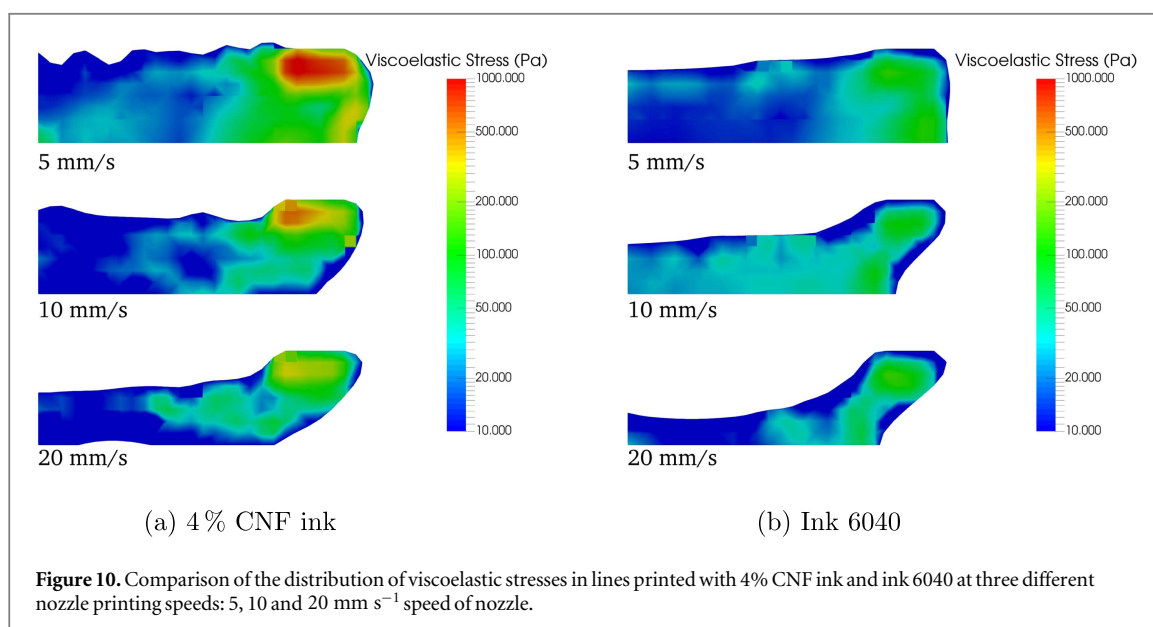 Viscoelastic Stress (Pa)
1000.000
500.000
200.000
100.000
50.000
20.000
10.000
5 mm/s
10 mm/s
20 mm/s
(a) 4 % CNF ink
Viscoelastic Stress (Pa)
1000.000
500.000
200.000
100.000
50.000
20.000
10.000
5 mm/s
10 mm/s
20 mm/s
(b) Ink 6040
Figure 10. Comparison of the distribution of viscoelastic stresses in lines printed with 4% CNF ink and ink 6040 at three different
nozzle printing speeds: 5, 10 and 20 mm s⁻¹ speed of nozzle.